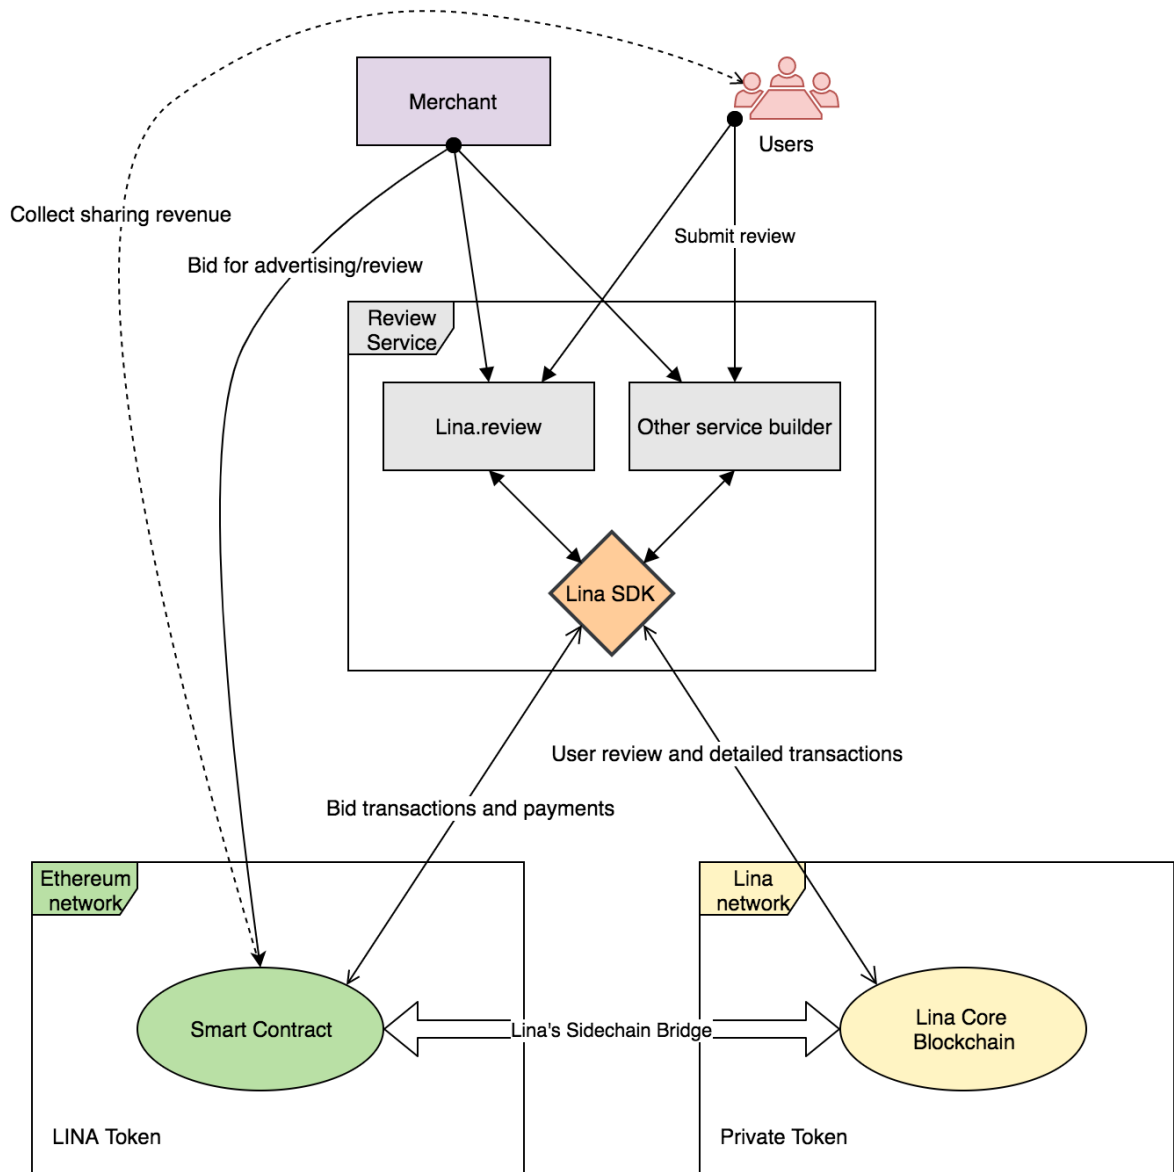 Merchant
Users
Collect sharing revenue
Submit review
Bid for advertising/review
Review
Service
Lina.review
Other service builder
Lina SDK
User review and detailed transactions
Bid transactions and payments
Ethereum
network
Lina
network
Smart Contract
Lina's Sidechain Bridge
Lina Core
Blockchain
LINA Token
Private Token